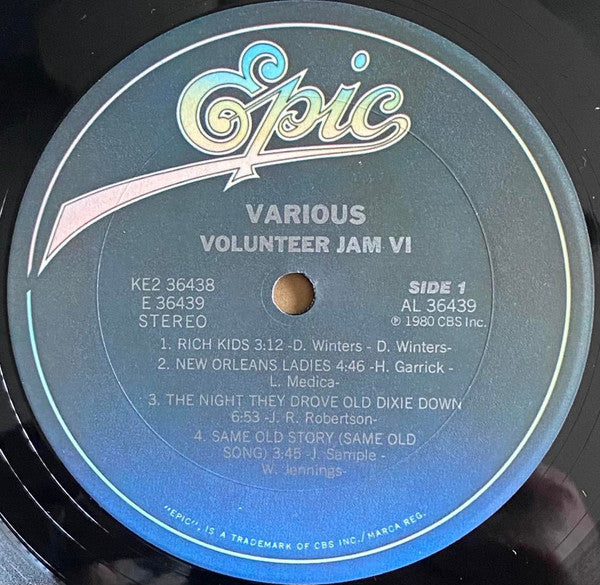 Epic
VARIOUS
VOLUNTEER JAM VI
KE2 36438
E 36439
STEREO
SIDE 1
AL 36439
℗ 1980 CBS Inc.
1. RICH KIDS 3:12 -D. Winters - D. Winters-
2. NEW ORLEANS LADIES 4:46 -H. Garrick -
L. Medica-
3. THE NIGHT THEY DROVE OLD DIXIE DOWN
6:53 -J. R. Robertson-
4. SAME OLD STORY (SAME OLD
SONG) 3:45 -J. Sample -
W. Jennings-
"EPIC", IS A TRADEMARK OF CBS INC./MARCA REG.